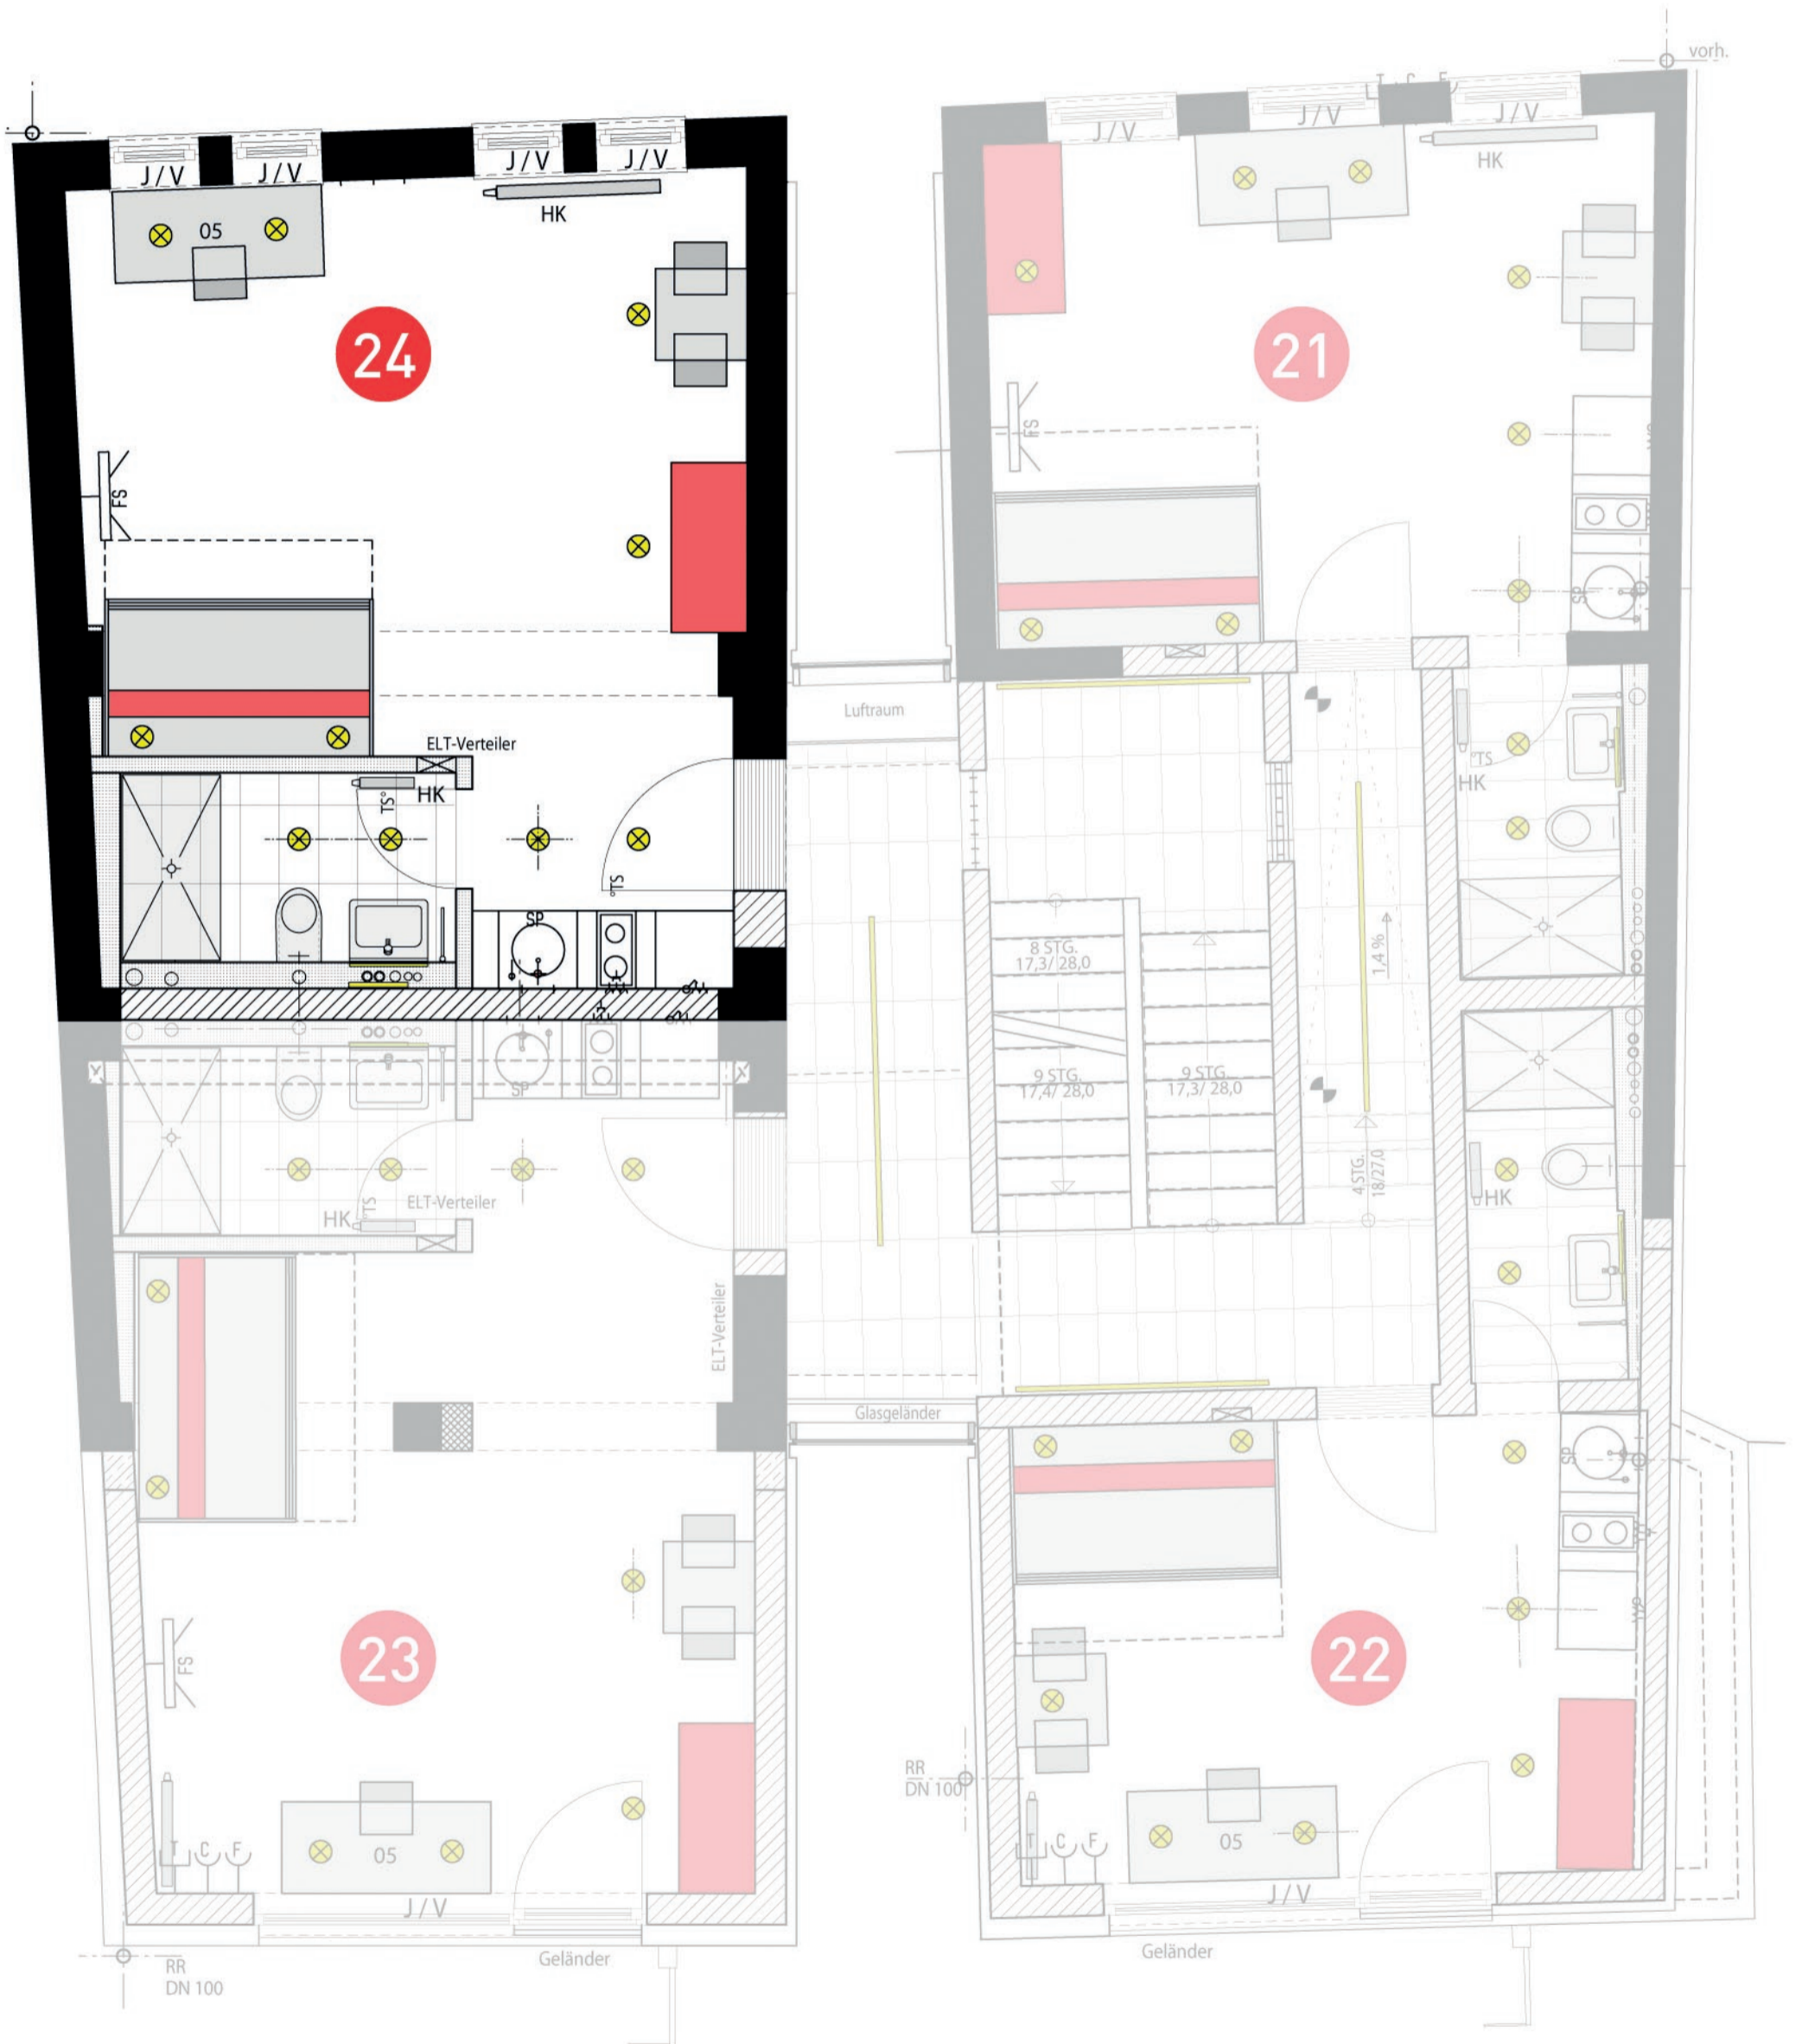 vorh.
J / V
J / V
J / V
J / V
J / V
J / V
J / V
HK
HK
05
24
21
FS
FS
SP
Luftraum
ELT-Verteiler
TS°
HK
°TS
HK
°TS
SP
8 STG.
17,3/ 28,0
1,4 %
9 STG.
17,4/ 28,0
9 STG.
17,3/ 28,0
4 STG.
18/27,0
SP
HK
°TS
ELT-Verteiler
HK
ELT-Verteiler
Glasgeländer
SP
23
22
FS
RR
DN 100
T C F
05
J / V
T C F
05
J / V
Geländer
Geländer
RR
DN 100